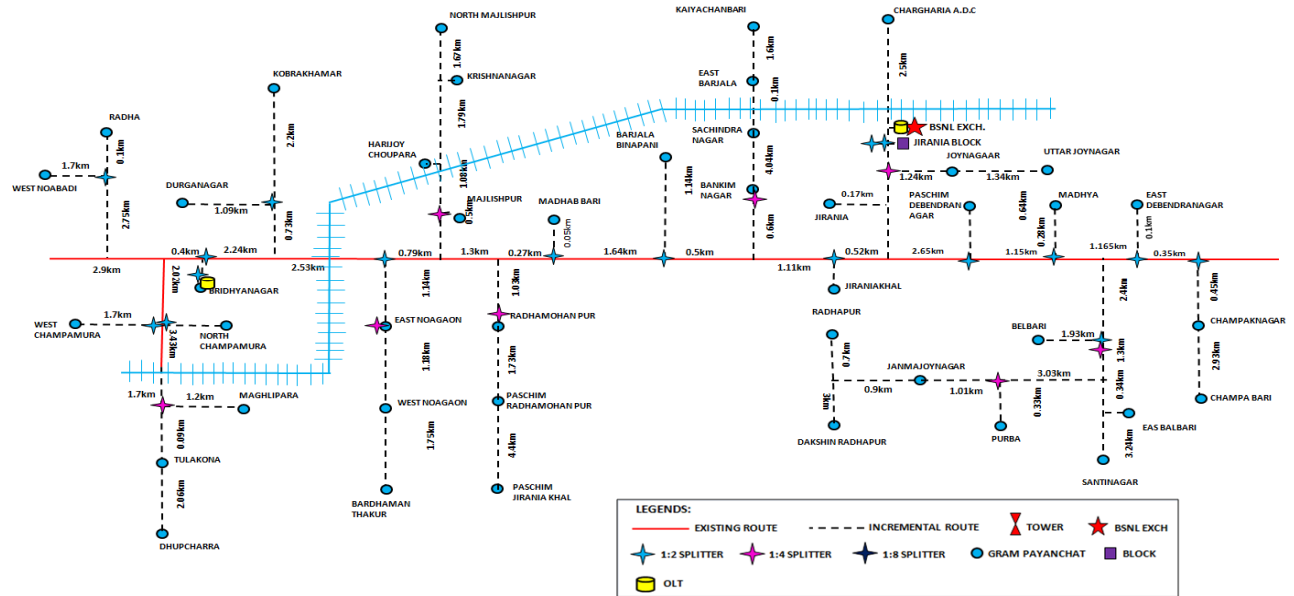 NORTH MAJLISHPUR
KAIYACHANBARI
CHARGHARIA A.D.C
1.67km
1.6km
2.5km
KOBRAKHAMAR
KRISHNANAGAR
EAST
BARJALA
0.1km
RADHA
1.79km
2.2km
BSNL EXCH.
SACHINDRA
NAGAR
BARJALA
BINAPANI
JIRANIA BLOCK
HARIJOY
CHOUPARA
0.1km
1.7km
WEST NOABADI
4.04km
JOYNAGAAR
UTTAR JOYNAGAR
1.24km
1.34km
1.08km
1.14km
DURGANAGAR
1.09km
BANKIM
NAGAR
0.17km
JIRANIA
PASCHIM
DEBENDRAN
AGAR
0.64km
MADHYA
EAST
DEBENDRANAGAR
MAJLISHPUR
0.5km
MADHAB BARI
0.05km
2.75km
0.73km
0.6km
0.28km
0.1km
0.4km
2.24km
2.9km
2.53km
0.79km
1.3km
0.27km
1.64km
0.5km
1.11km
0.52km
2.65km
1.15km
1.165km
0.35km
2.07km
BRIDHYANAGAR
1.14km
1.03km
JIRANIAKHAL
2.4km
0.45km
1.7km
WEST
CHAMPAMURA
NORTH
CHAMPAMURA
3.43km
EAST NOAGAON
RADHAMOHAN PUR
RADHAPUR
BELBARI
1.93km
CHAMPAKNAGAR
1.18km
1.73km
0.7km
1.3km
2.93km
1.7km
1.2km
MAGHLIPARA
JANMAJOYNAGAR
0.9km
1.01km
3.03km
0.34km
0.33km
3km
0.09km
WEST NOAGAON
PASCHIM
RADHAMOHAN PUR
DAKSHIN RADHAPUR
PURBA
EAS BALBARI
CHAMPA BARI
TULAKONA
1.75km
4.4km
3.24km
SANTINAGAR
2.06km
BARDHAMAN
THAKUR
PASCHIM
JIRANIA KHAL
DHUPCHARRA
LEGENDS:
EXISTING ROUTE
INCREMENTAL ROUTE
TOWER
BSNL EXCH
1:2 SPLITTER
1:4 SPLITTER
1:8 SPLITTER
GRAM PAYANCHAT
BLOCK
OLT